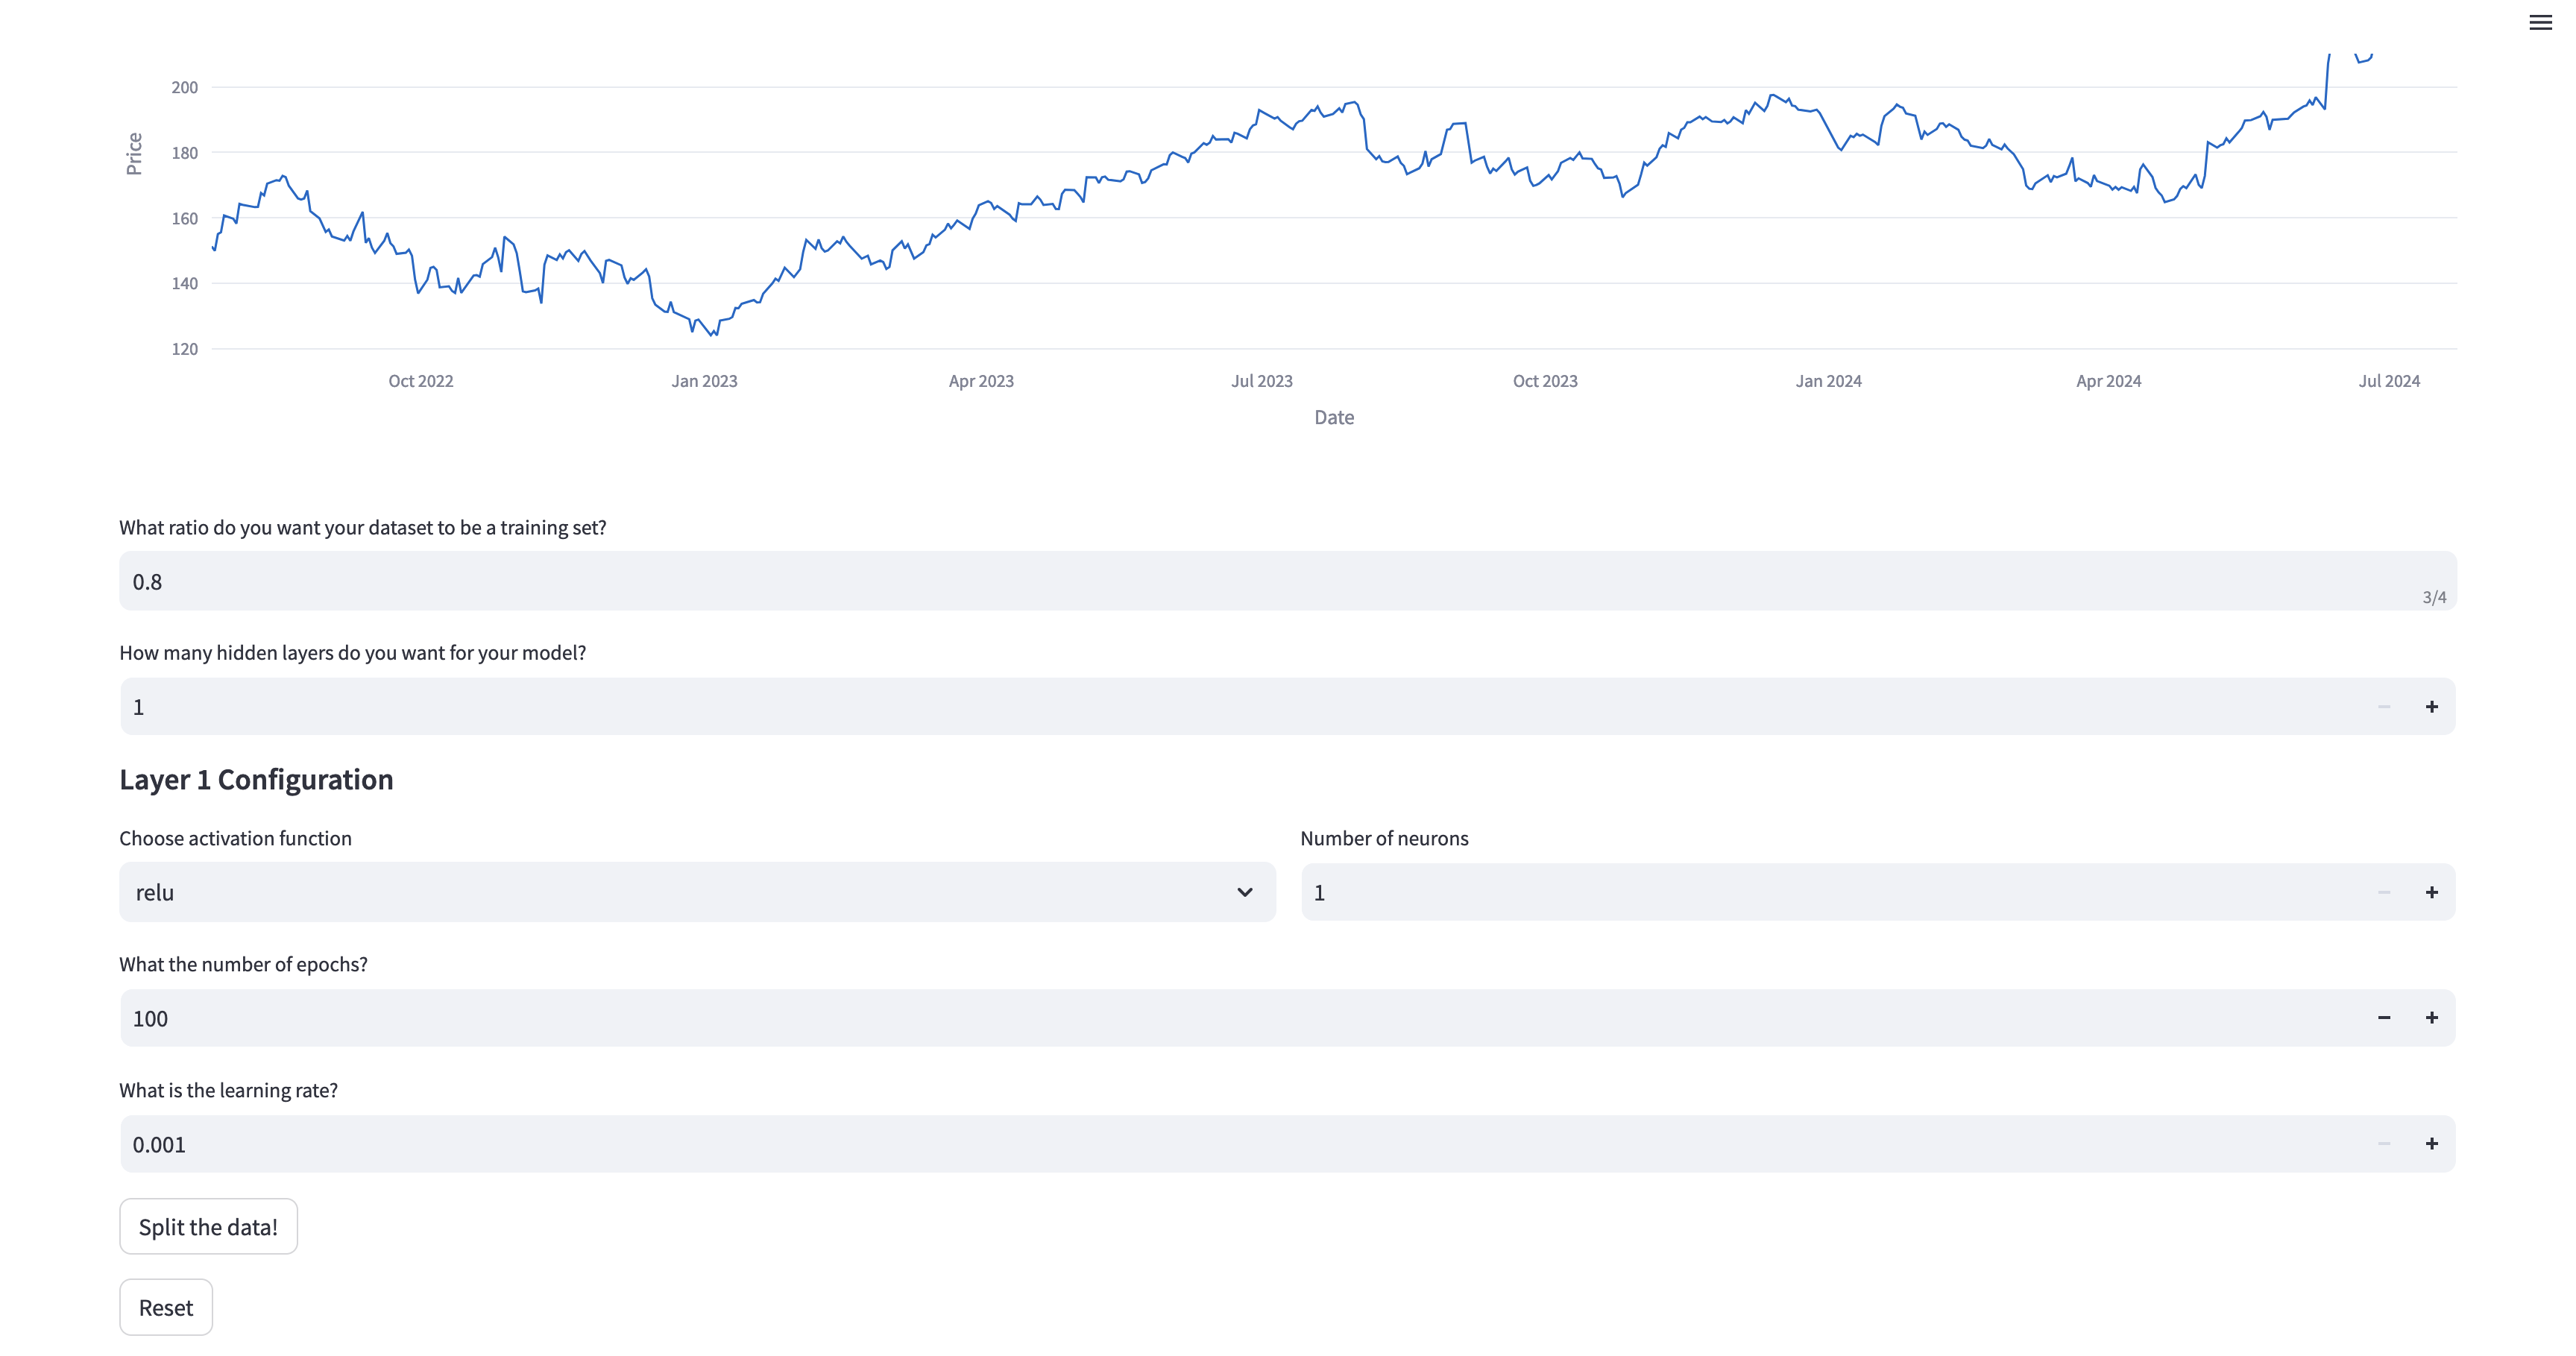 200
180
160
140
120
Price
Oct 2022 Jan 2023 Apr 2023 Jul 2023 Oct 2023 Jan 2024 Apr 2024 Jul 2024
Date
What ratio do you want your dataset to be a training set?
0.8
3/4
How many hidden layers do you want for your model?
1
Layer 1 Configuration
Choose activation function
relu
Number of neurons
1
What the number of epochs?
100
What is the learning rate?
0.001
Split the data!
Reset